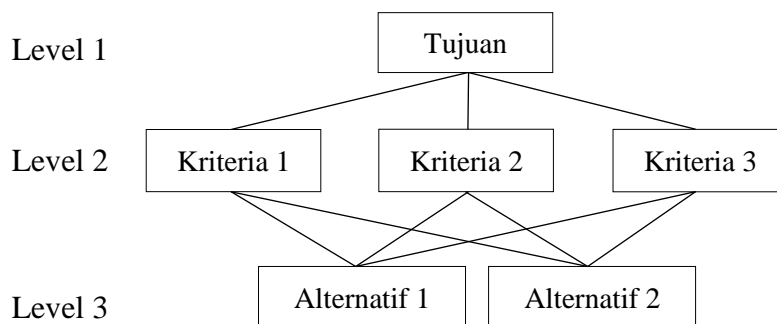 Level 1
Tujuan
Level 2
Kriteria 1
Kriteria 2
Kriteria 3
Level 3
Alternatif 1
Alternatif 2